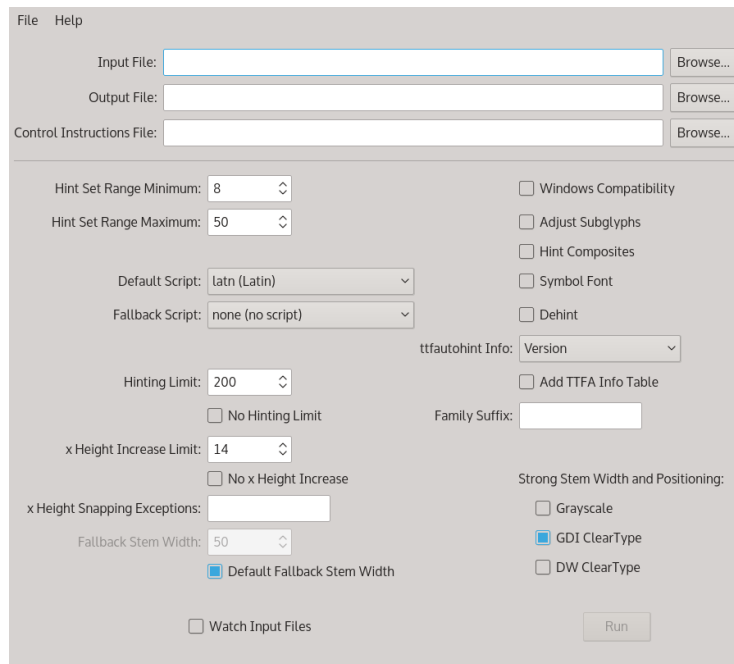 File Help
Input File: Browse...
Output File: Browse...
Control Instructions File: Browse...
Hint Set Range Minimum: 8 Windows Compatibility
Hint Set Range Maximum: 50 Adjust Subglyphs
Hint Composites
Default Script: latn (Latin) Symbol Font
Fallback Script: none (no script) Dehint
ttfautohint Info: Version
Hinting Limit: 200 Add TTFA Info Table
No Hinting Limit Family Suffix:
x Height Increase Limit: 14
No x Height Increase Strong Stem Width and Positioning:
x Height Snapping Exceptions: Grayscale
Fallback Stem Width: 50 GDI ClearType
Default Fallback Stem Width DW ClearType
Watch Input Files Run